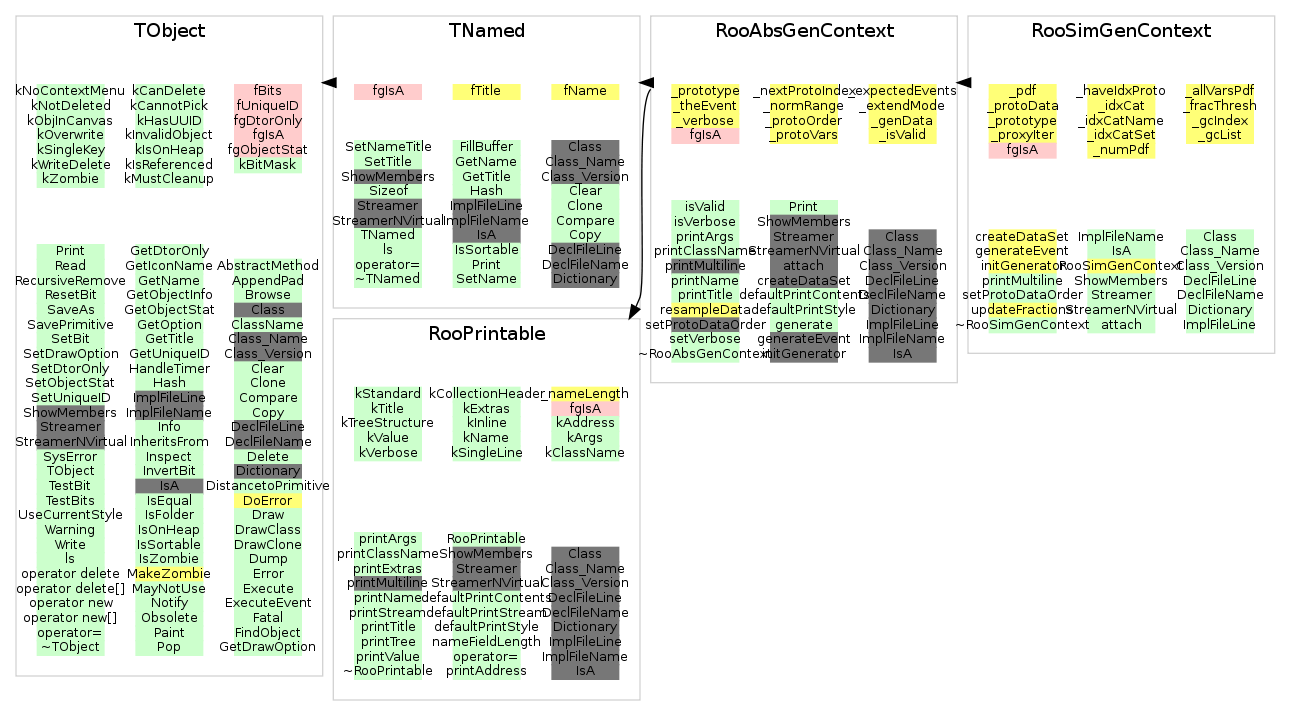 TObject
kNoContextMenu
kNotDeleted
kObjInCanvas
kOverwrite
kSingleKey
kWriteDelete
kZombie
kCanDelete
kCannotPick
kHasUUID
kInvalidObject
kIsOnHeap
kIsReferenced
kMustCleanup
fBits
fUniqueID
fgDtorOnly
fgIsA
fgObjectStat
kBitMask
Print
Read
RecursiveRemove
ResetBit
SaveAs
SavePrimitive
SetBit
SetDrawOption
SetDtorOnly
SetObjectStat
SetUniqueID
ShowMembers
Streamer
StreamerNVirtual
SysError
TObject
TestBit
TestBits
UseCurrentStyle
Warning
Write
ls
operator delete
operator delete[]
operator new
operator new[]
operator=
~TObject
GetDtorOnly
GetIconName
GetName
GetObjectInfo
GetObjectStat
GetOption
GetTitle
GetUniqueID
HandleTimer
Hash
ImplFileLine
ImplFileName
Info
InheritsFrom
Inspect
InvertBit
IsA
IsEqual
IsFolder
IsOnHeap
IsSortable
IsZombie
MakeZombie
MayNotUse
Notify
Obsolete
Paint
Pop
AbstractMethod
AppendPad
Browse
Class
ClassName
Class_Name
Class_Version
Clear
Clone
Compare
Copy
DeclFileLine
DeclFileName
Delete
Dictionary
DistancetoPrimitive
DoError
Draw
DrawClass
DrawClone
Dump
Error
Execute
ExecuteEvent
Fatal
FindObject
GetDrawOption
TNamed
fgIsA
fTitle
fName
SetNameTitle
SetTitle
ShowMembers
Sizeof
Streamer
StreamerNVirtual
TNamed
ls
operator=
~TNamed
FillBuffer
GetName
GetTitle
Hash
ImplFileLine
ImplFileName
IsA
IsSortable
Print
SetName
Class
Class_Name
Class_Version
Clear
Clone
Compare
Copy
DeclFileLine
DeclFileName
Dictionary
RooPrintable
kStandard
kTitle
kTreeStructure
kValue
kVerbose
kCollectionHeader
kExtras
kInline
kName
kSingleLine
_nameLength
fgIsA
kAddress
kArgs
kClassName
printArgs
printClassName
printExtras
printMultiline
printName
printStream
printTitle
printTree
printValue
~RooPrintable
RooPrintable
ShowMembers
Streamer
StreamerNVirtual
defaultPrintContents
defaultPrintStream
defaultPrintStyle
nameFieldLength
operator=
printAddress
Class
Class_Name
Class_Version
DeclFileLine
DeclFileName
Dictionary
ImplFileLine
ImplFileName
IsA
RooAbsGenContext
_prototype
_theEvent
_verbose
fgIsA
_nextProtoIndex
_normRange
_protoOrder
_protoVars
_expectedEvents
_extendMode
_genData
_isValid
isValid
isVerbose
printArgs
printClassName
printMultiline
printName
printTitle
resampleData
setProtoDataOrder
setVerbose
~RooAbsGenContext
Print
ShowMembers
Streamer
StreamerNVirtual
attach
createDataSet
defaultPrintContents
defaultPrintStyle
generate
generateEvent
initGenerator
Class
Class_Name
Class_Version
DeclFileLine
DeclFileName
Dictionary
ImplFileLine
ImplFileName
IsA
RooSimGenContext
_pdf
_protoData
_prototype
_proxyIter
fgIsA
_haveIdxProto
_idxCat
_idxCatName
_idxCatSet
_numPdf
_allVarsPdf
_fracThresh
_gcIndex
_gcList
createDataSet
generateEvent
initGenerator
printMultiline
setProtoDataOrder
updateFractions
~RooSimGenContext
ImplFileName
IsA
RooSimGenContext
ShowMembers
Streamer
StreamerNVirtual
attach
Class
Class_Name
Class_Version
DeclFileLine
DeclFileName
Dictionary
ImplFileLine